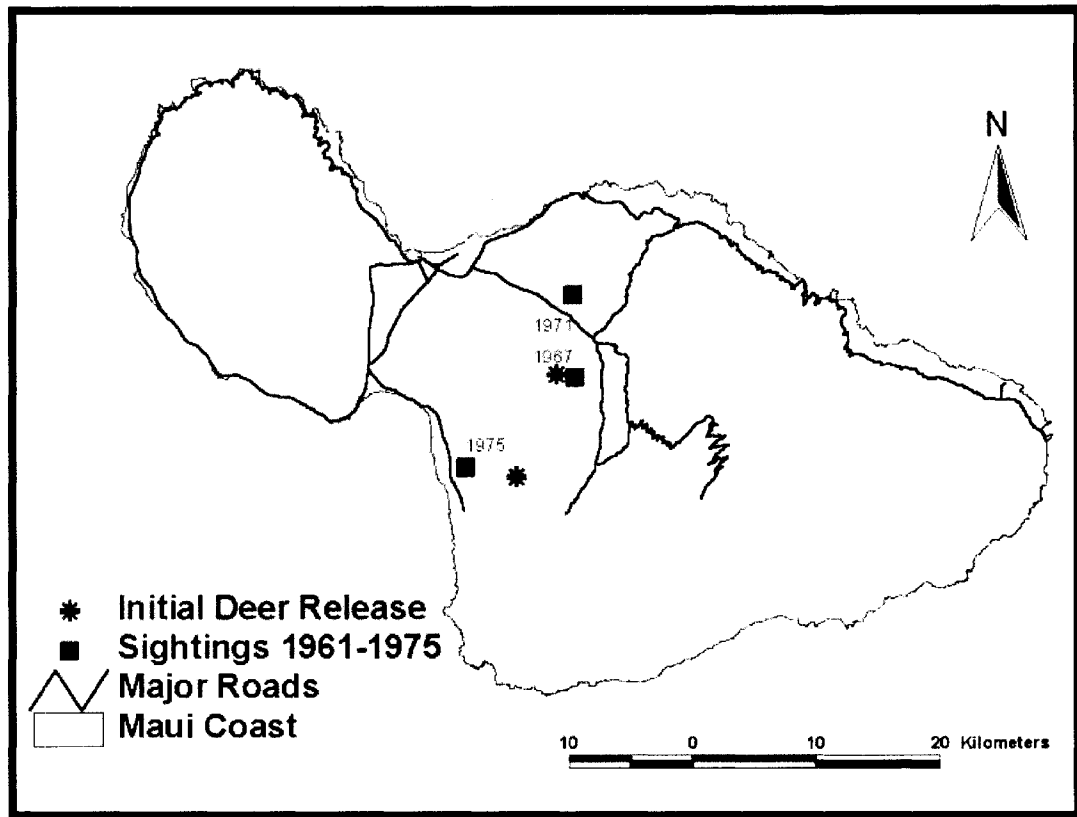 N
1971
1967
1975
Initial Deer Release
Sightings 1961-1975
Major Roads
Maui Coast
10 0 10 20 Kilometers